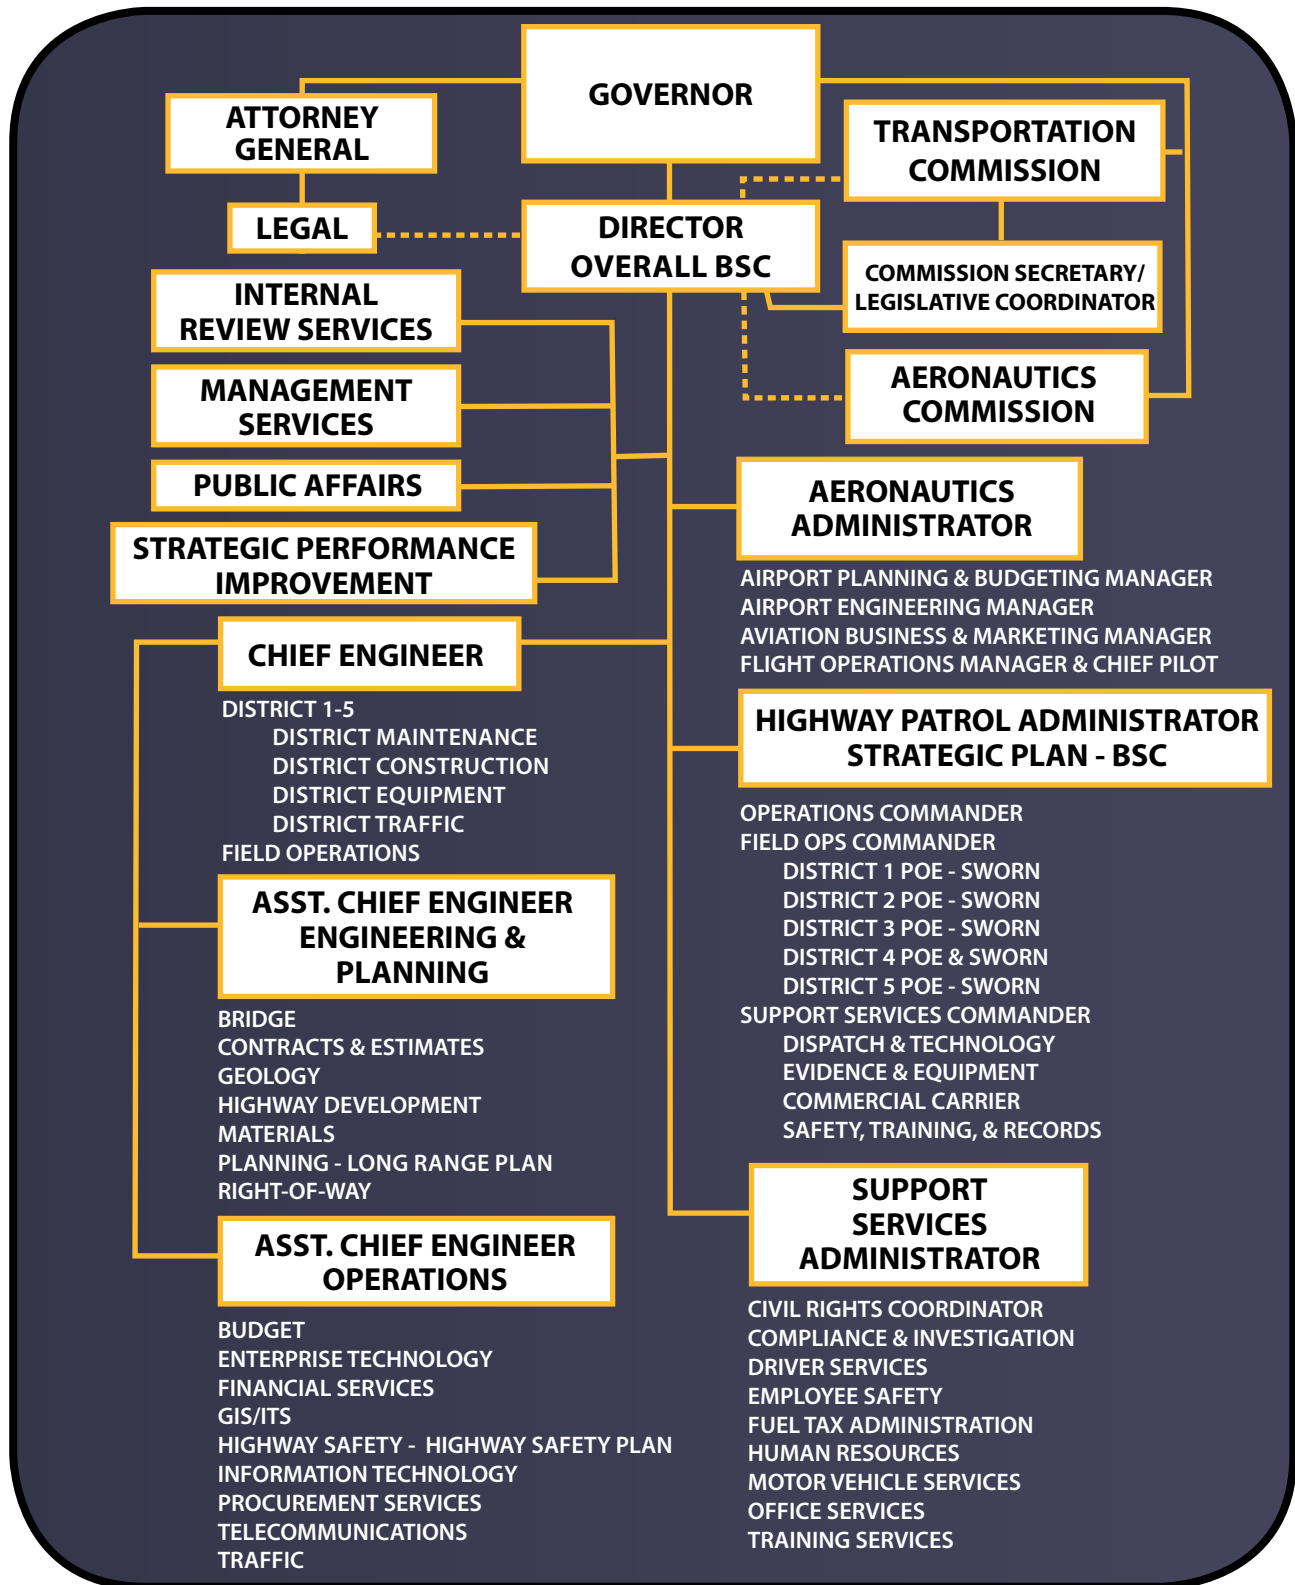 GOVERNOR
ATTORNEY
GENERAL
TRANSPORTATION
COMMISSION
LEGAL
DIRECTOR
OVERALL BSC
COMMISSION SECRETARY/
LEGISLATIVE COORDINATOR
INTERNAL
REVIEW SERVICES
MANAGEMENT
SERVICES
AERONAUTICS
COMMISSION
PUBLIC AFFAIRS
STRATEGIC PERFORMANCE
IMPROVEMENT
CHIEF ENGINEER
DISTRICT 1-5
DISTRICT MAINTENANCE
DISTRICT CONSTRUCTION
DISTRICT EQUIPMENT
DISTRICT TRAFFIC
FIELD OPERATIONS
ASST. CHIEF ENGINEER
ENGINEERING &
PLANNING
BRIDGE
CONTRACTS & ESTIMATES
GEOLOGY
HIGHWAY DEVELOPMENT
MATERIALS
PLANNING - LONG RANGE PLAN
RIGHT-OF-WAY
ASST. CHIEF ENGINEER
OPERATIONS
BUDGET
ENTERPRISE TECHNOLOGY
FINANCIAL SERVICES
GIS/ITS
HIGHWAY SAFETY - HIGHWAY SAFETY PLAN
INFORMATION TECHNOLOGY
PROCUREMENT SERVICES
TELECOMMUNICATIONS
TRAFFIC
AERONAUTICS
ADMINISTRATOR
AIRPORT PLANNING & BUDGETING MANAGER
AIRPORT ENGINEERING MANAGER
AVIATION BUSINESS & MARKETING MANAGER
FLIGHT OPERATIONS MANAGER & CHIEF PILOT
HIGHWAY PATROL ADMINISTRATOR
STRATEGIC PLAN - BSC
OPERATIONS COMMANDER
FIELD OPS COMMANDER
DISTRICT 1 POE - SWORN
DISTRICT 2 POE - SWORN
DISTRICT 3 POE - SWORN
DISTRICT 4 POE & SWORN
DISTRICT 5 POE - SWORN
SUPPORT SERVICES COMMANDER
DISPATCH & TECHNOLOGY
EVIDENCE & EQUIPMENT
COMMERCIAL CARRIER
SAFETY, TRAINING, & RECORDS
SUPPORT
SERVICES
ADMINISTRATOR
CIVIL RIGHTS COORDINATOR
COMPLIANCE & INVESTIGATION
DRIVER SERVICES
EMPLOYEE SAFETY
FUEL TAX ADMINISTRATION
HUMAN RESOURCES
MOTOR VEHICLE SERVICES
OFFICE SERVICES
TRAINING SERVICES